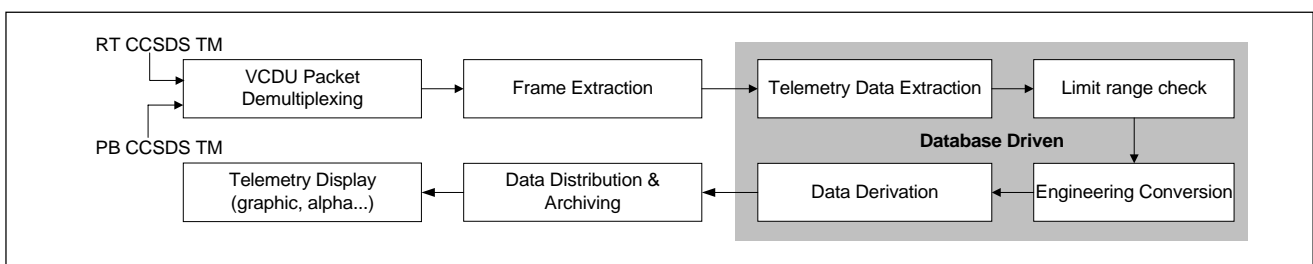 RT CCSDS TM
VCDU Packet
Demultiplexing
Frame Extraction
Telemetry Data Extraction
Limit range check
Database Driven
PB CCSDS TM
Telemetry Display
(graphic, alpha...)
Data Distribution &
Archiving
Data Derivation
Engineering Conversion